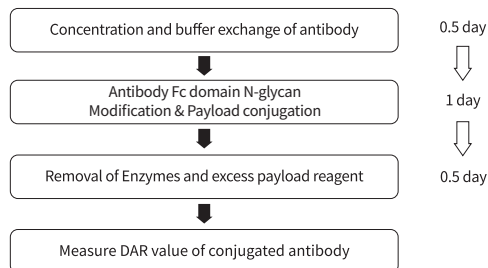 Concentration and buffer exchange of antibody
0.5 day
Antibody Fc domain N-glycan
Modification & Payload conjugation
1 day
Removal of Enzymes and excess payload reagent
0.5 day
Measure DAR value of conjugated antibody